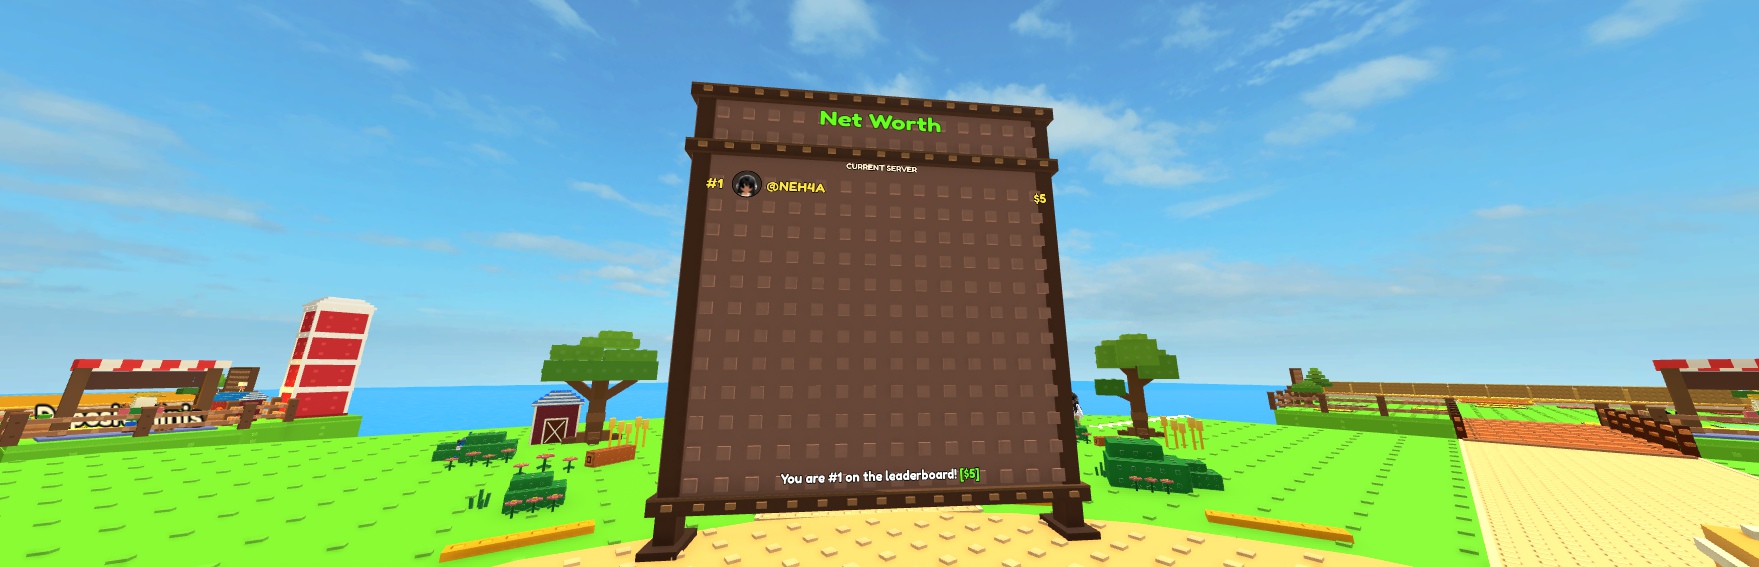 Net Worth
CURRENT SERVER
#1 @NEH4A $5
You are #1 on the leaderboard! [$5]